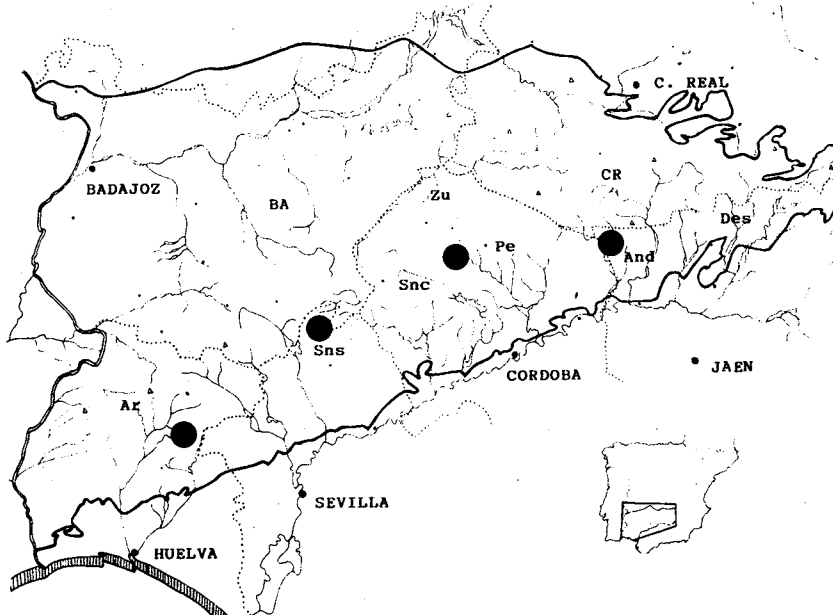 C. REAL
BADAJOZ
CR
BA
Zu
Des
Pe
And
Snc
Sns
CORDOBA
JAEN
Ar
SEVILLA
HUELVA